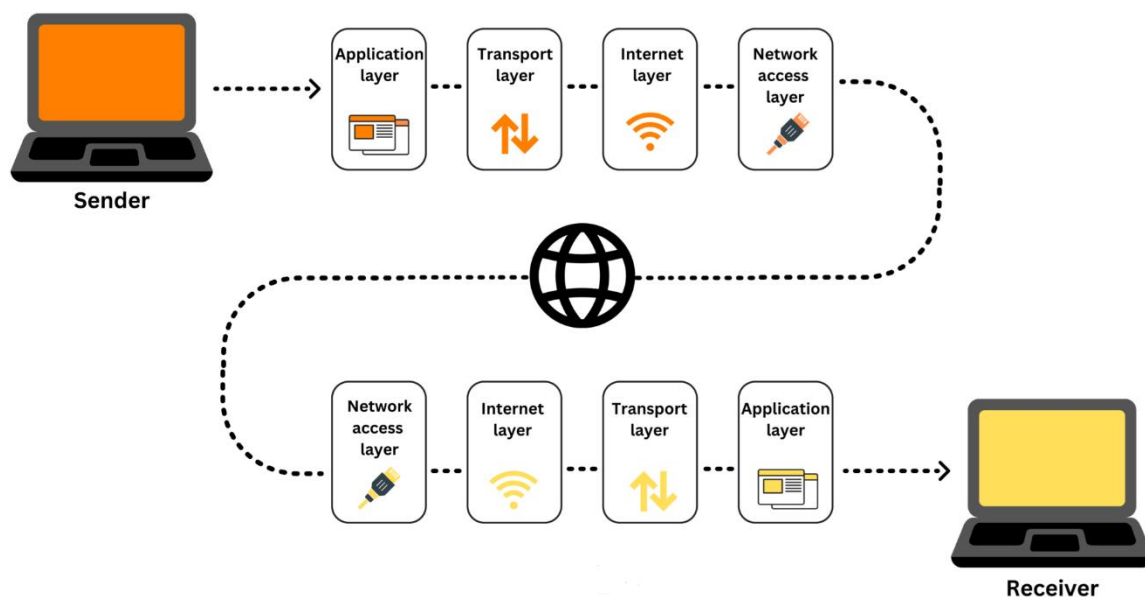 Application
layer
Transport
layer
Internet
layer
Network
access
layer
Sender
Network
access
layer
Internet
layer
Transport
layer
Application
layer
Receiver